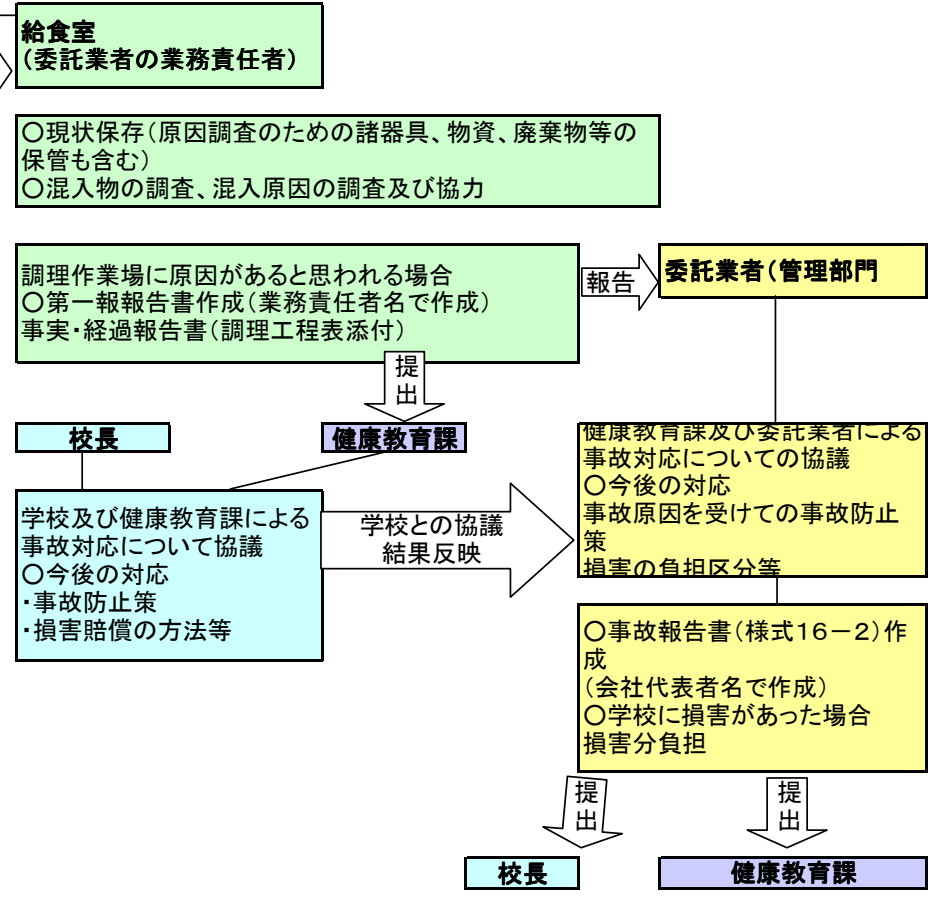 給食室
(委託業者の業務責任者)
○現状保存(原因調査のための諸器具、物資、廃棄物等の
保管も含む)
○混入物の調査、混入原因の調査及び協力
調理作業場に原因があると思われる場合
○第一報報告書作成(業務責任者名で作成)
事実・経過報告書(調理工程表添付)
報告
委託業者(管理部門
提
出
校長
健康教育課
学校及び健康教育課による
事故対応について協議
○今後の対応
・事故防止策
・損害賠償の方法等
学校との協議
結果反映
健康教育課及び委託業者による
事故対応についての協議
○今後の対応
事故原因を受けての事故防止
策
損害の負担区分等
○事故報告書(様式16-2)作
成
(会社代表者名で作成)
○学校に損害があった場合
損害分負担
提
出
提
出
校長
健康教育課